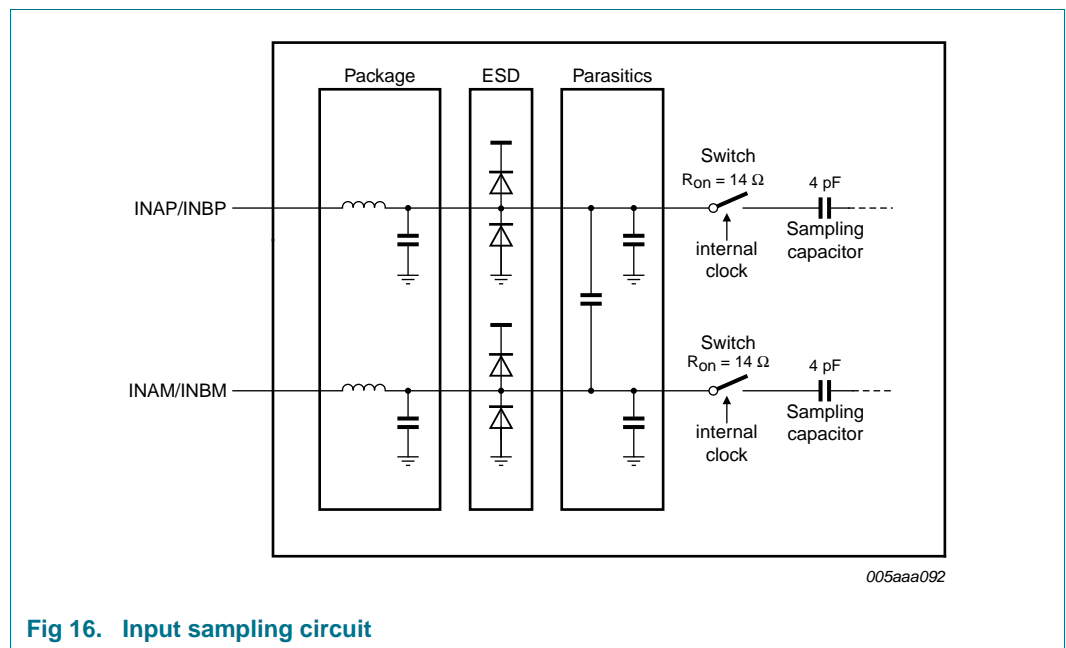 Package
ESD
Parasitics
INAP/INBP
Switch
Ron = 14 Ω
internal
clock
4 pF
Sampling
capacitor
INAM/INBM
Switch
Ron = 14 Ω
internal
clock
4 pF
Sampling
capacitor
005aaa092
Fig 16. Input sampling circuit